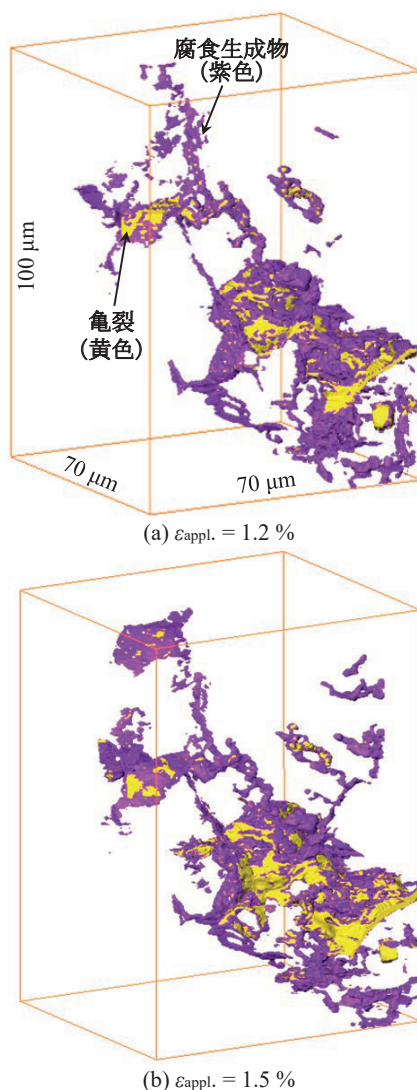 腐食生成物
(紫色)
100 μm
亀裂
(黄色)
70 μm
70 μm
(a) εappl. = 1.2 %
(b) εappl. = 1.5 %